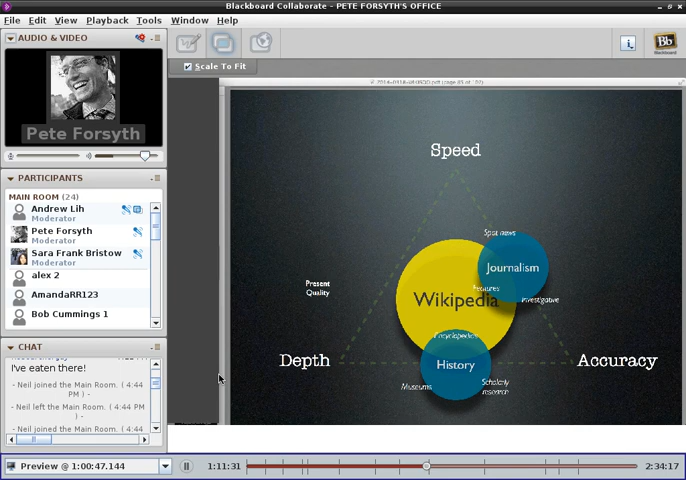 Blackboard Collaborate - PETE FORSYTH'S OFFICE
File Edit View Playback Tools Window Help
AUDIO & VIDEO
Pete Forsyth
Scale To Fit
PARTICIPANTS
MAIN ROOM (24)
Andrew Lih
Moderator
Pete Forsyth
Moderator
Sara Frank Bristow
Moderator
alex 2
AmandaRR123
Bob Cummings 1
CHAT
I've eaten there!
- Neil joined the Main Room. ( 4:44
PM ) -
- Neil left the Main Room. ( 4:44 PM
) -
- Neil joined the Main Room. ( 4:44
Speed
Spot news
Journalism
Features
Investigative
Present
Quality
Wikipedia
Encyclopedias
Depth
History
Accuracy
Museums
Scholarly
research
Bb
Preview @ 1:00:47.144
1:11:31
2:34:17